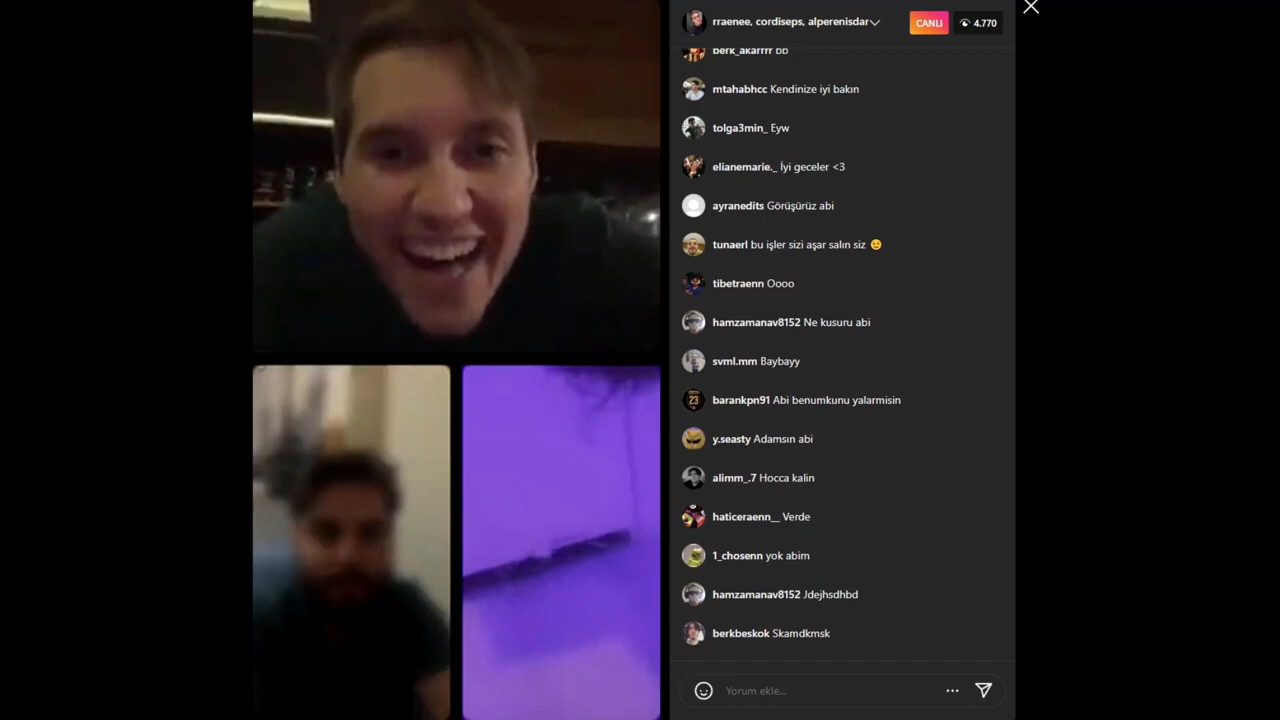 rraenee, cordiseps, alperenisdar
CANLI
4.770
berk_akarrrr bb
mtahabhcc Kendinize iyi bakın
tolga3min_ Eyw
elianemarie._ İyi geceler <3
ayranedits Görüşürüz abi
tunaerl bu işler sizi aşar salın siz 😉
tibetraenn Oooo
hamzamanav8152 Ne kusuru abi
svml.mm Baybayy
barankpn91 Abi benumkunu yalarmisin
y.seasty Adamsın abi
alimm_.7 Hocca kalin
haticeraenn__ Verde
1_chosenn yok abim
hamzamanav8152 Jdejhsdhbd
berkbeskok Skamdkmsk
Yorum ekle...